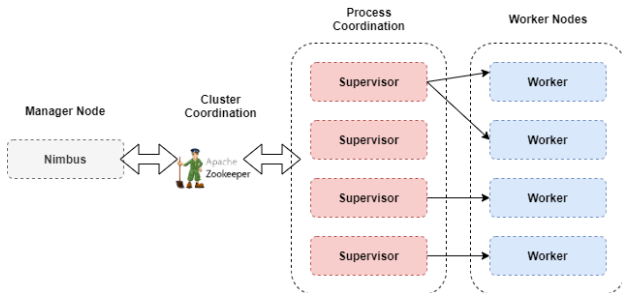 Process
Coordination
Worker Nodes
Manager Node
Cluster
Coordination
Nimbus
Apache
Zookeeper
Supervisor
Supervisor
Supervisor
Supervisor
Worker
Worker
Worker
Worker